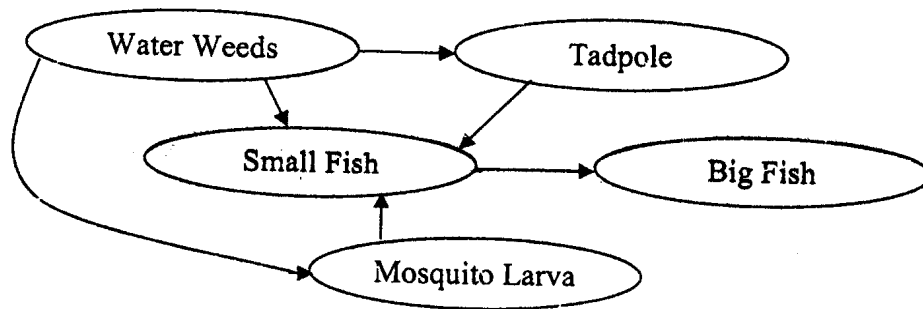 Water Weeds
Tadpole
Small Fish
Big Fish
Mosquito Larva